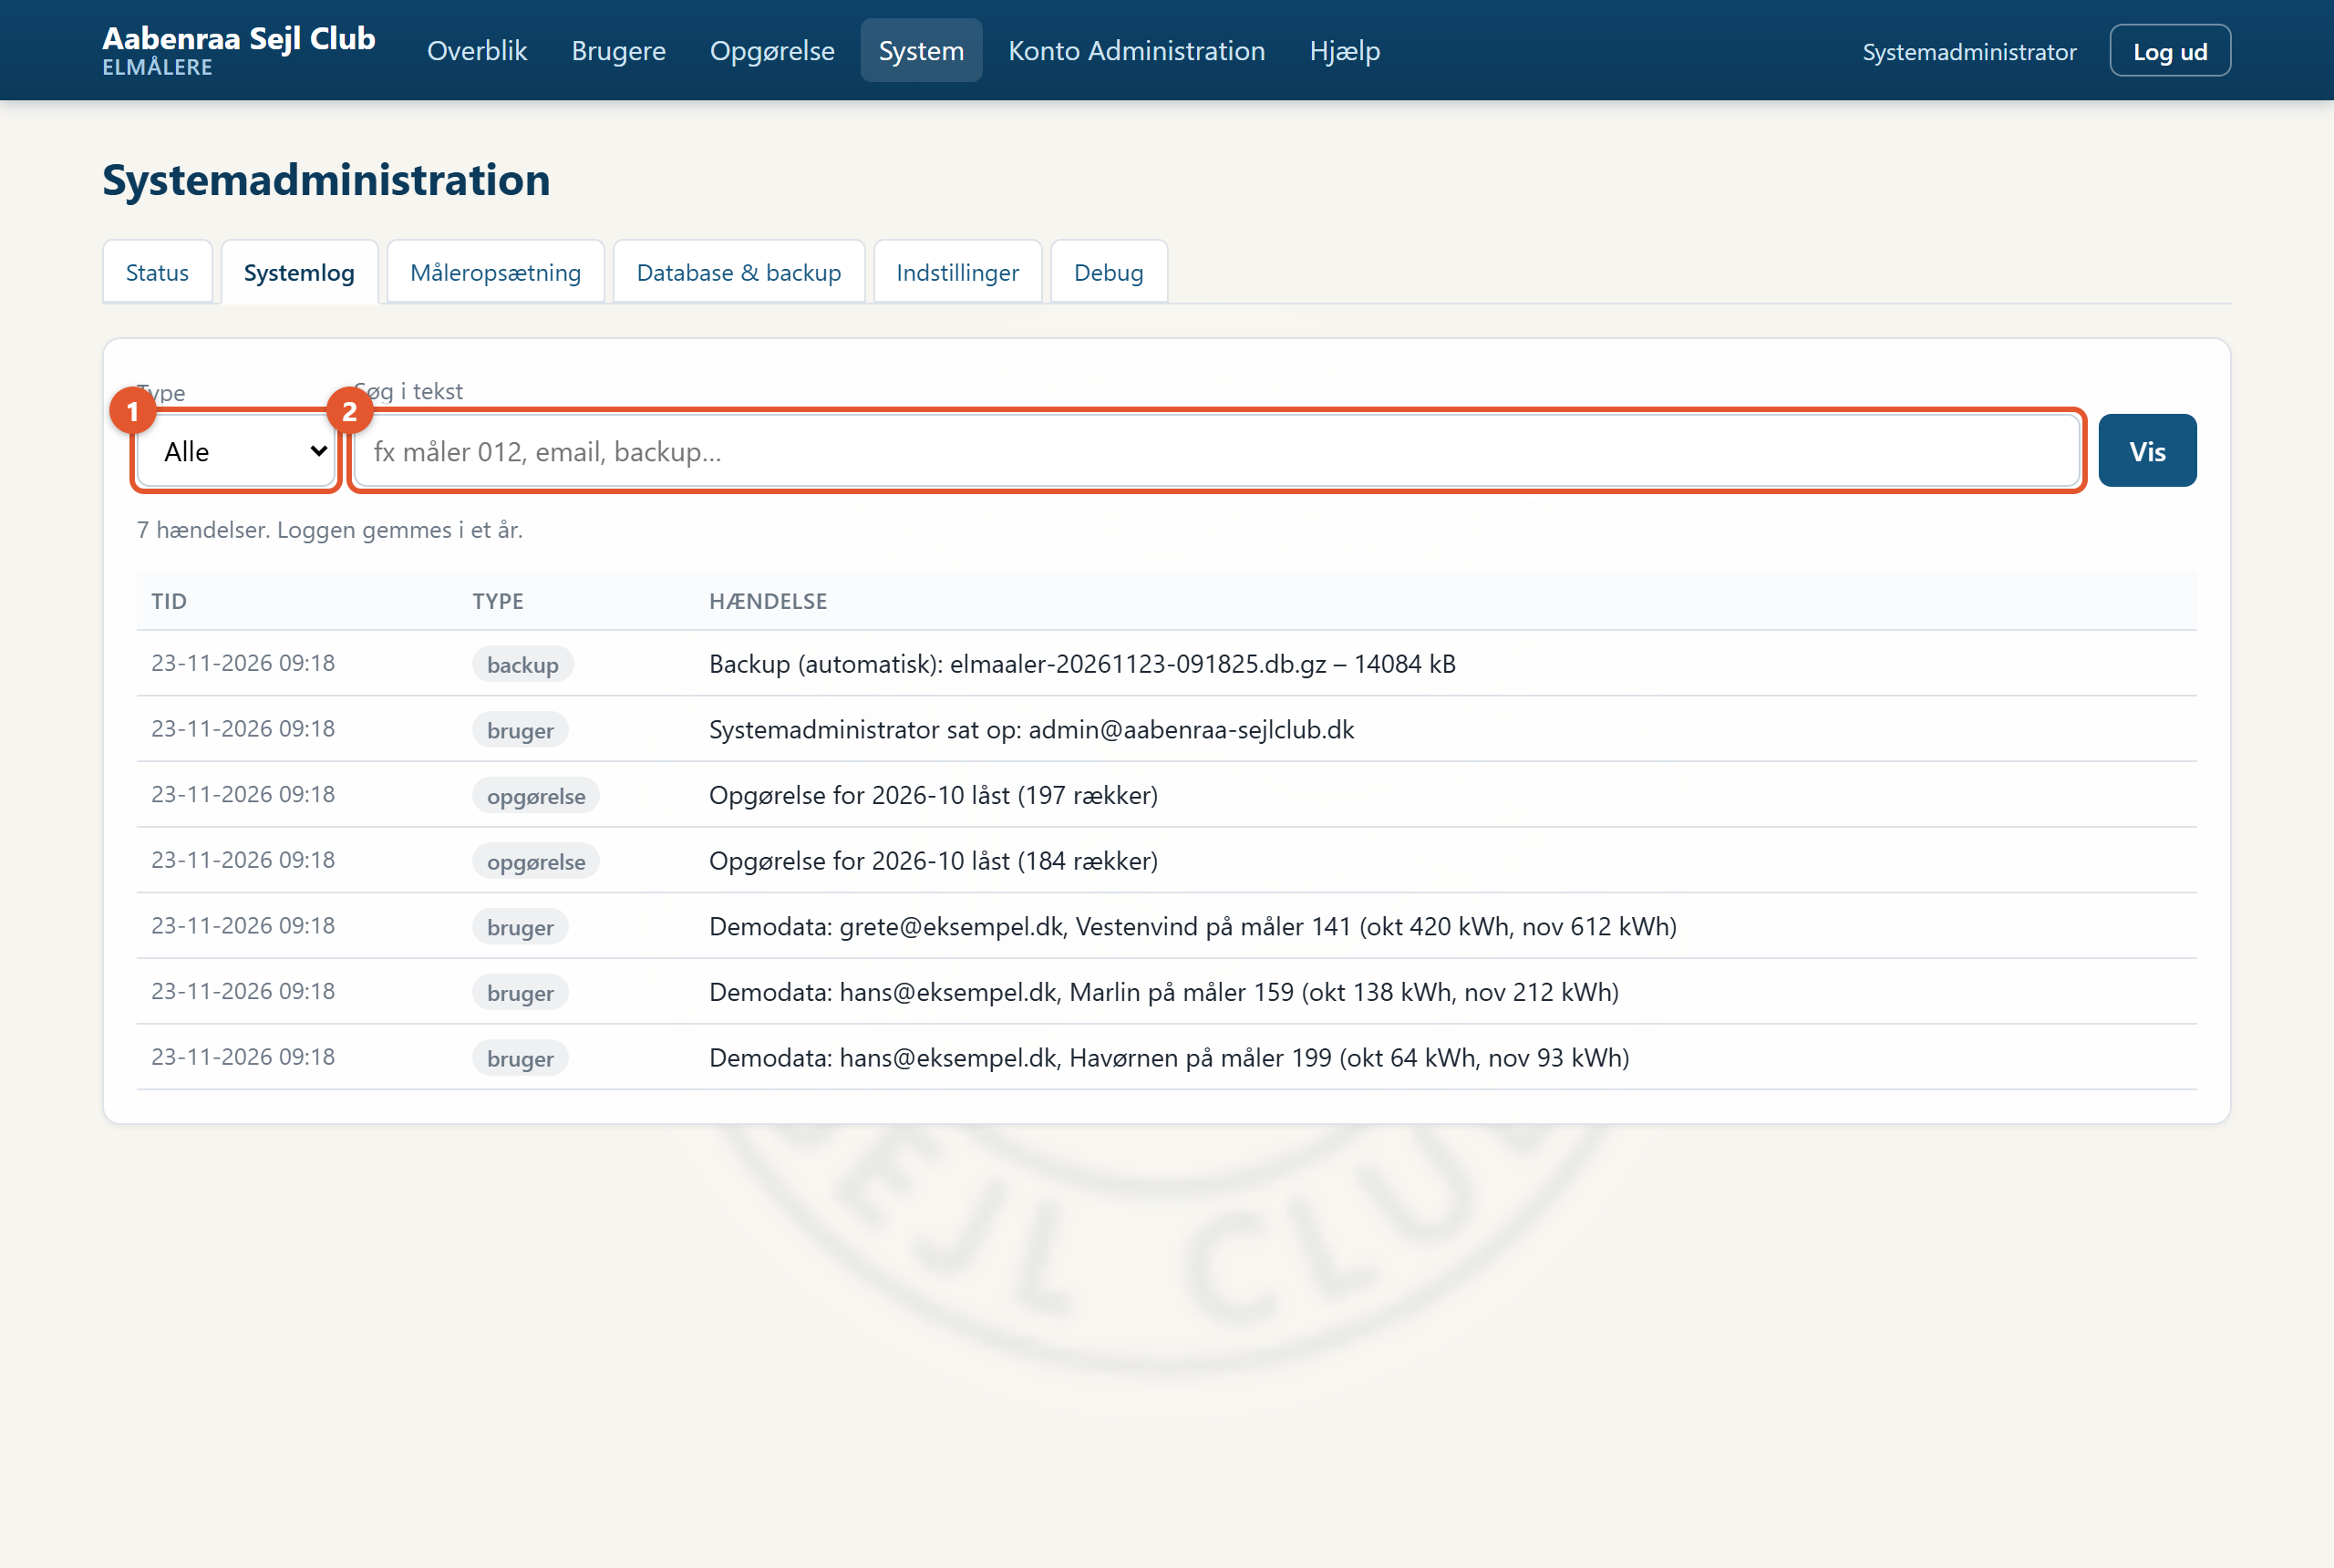 Aabenraa Sejl Club
ELMÅLERE
Overblik Brugere Opgørelse System Konto Administration Hjælp
Systemadministrator Log ud
Systemadministration
Status Systemlog Måleropsætning Database & backup Indstillinger Debug
Type Søg i tekst
1 2
Alle fx måler 012, email, backup... Vis
7 hændelser. Loggen gemmes i et år.
TID TYPE HÆNDELSE
23-11-2026 09:18 backup Backup (automatisk): elmaaler-20261123-091825.db.gz – 14084 kB
23-11-2026 09:18 bruger Systemadministrator sat op: admin@aabenraa-sejlclub.dk
23-11-2026 09:18 opgørelse Opgørelse for 2026-10 låst (197 rækker)
23-11-2026 09:18 opgørelse Opgørelse for 2026-10 låst (184 rækker)
23-11-2026 09:18 bruger Demodata: grete@eksempel.dk, Vestenvind på måler 141 (okt 420 kWh, nov 612 kWh)
23-11-2026 09:18 bruger Demodata: hans@eksempel.dk, Marlin på måler 159 (okt 138 kWh, nov 212 kWh)
23-11-2026 09:18 bruger Demodata: hans@eksempel.dk, Havørnen på måler 199 (okt 64 kWh, nov 93 kWh)
SEJL CLUB